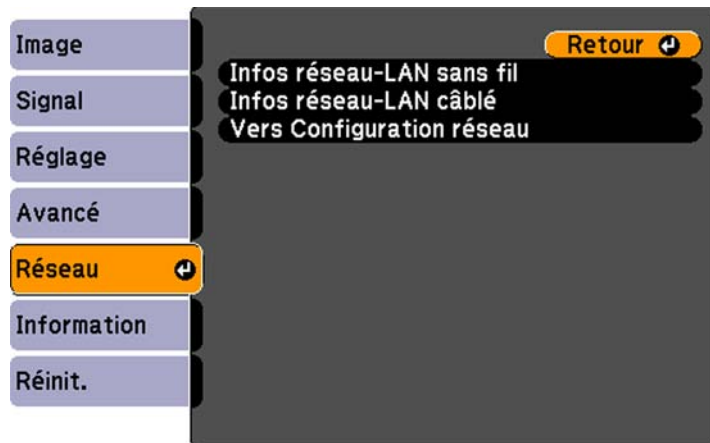 Image
Signal
Réglage
Avancé
Réseau
Information
Réinit.
Retour
Infos réseau-LAN sans fil
Infos réseau-LAN câblé
Vers Configuration réseau